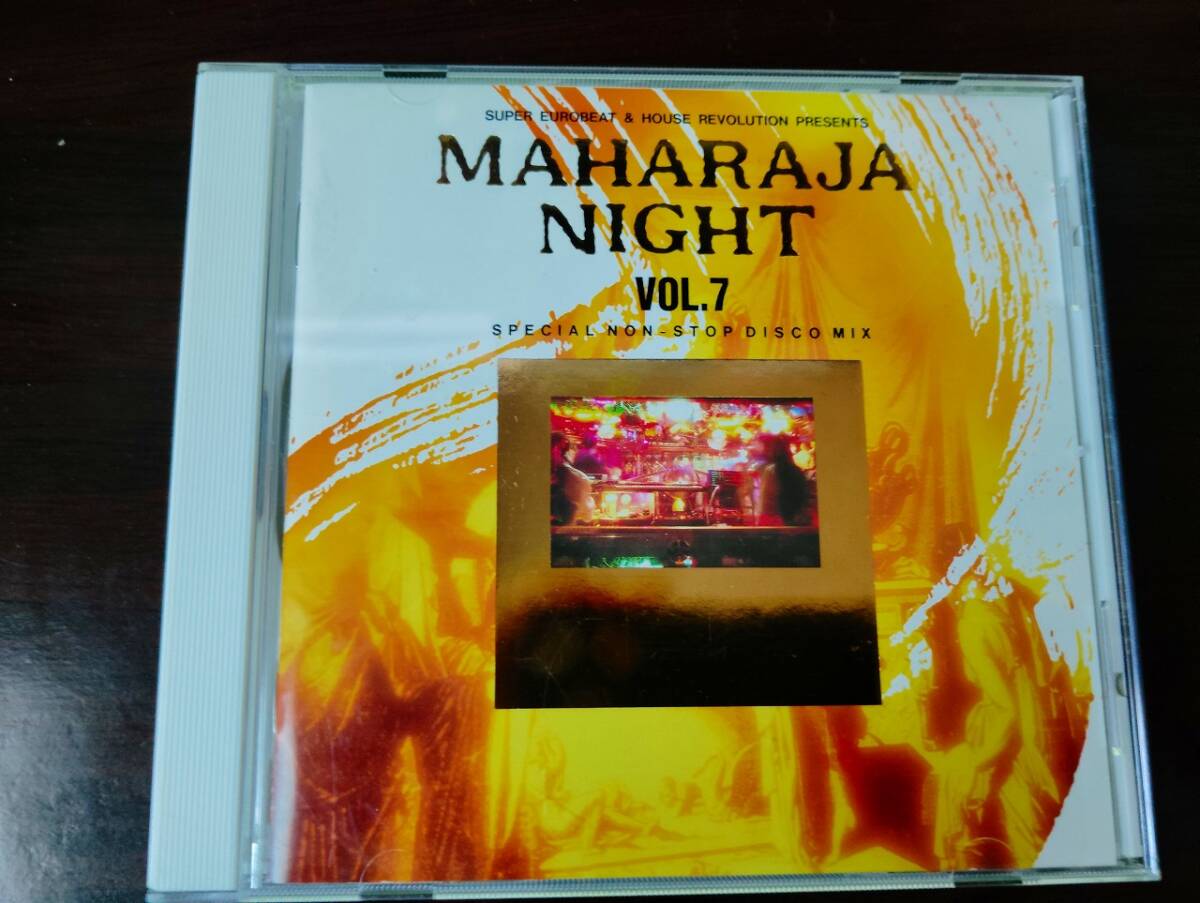 SUPER EUROBEAT & HOUSE REVOLUTION PRESENTS
MAHARAJA
NIGHT
VOL.7
SPECIAL NON-STOP DISCO MIX